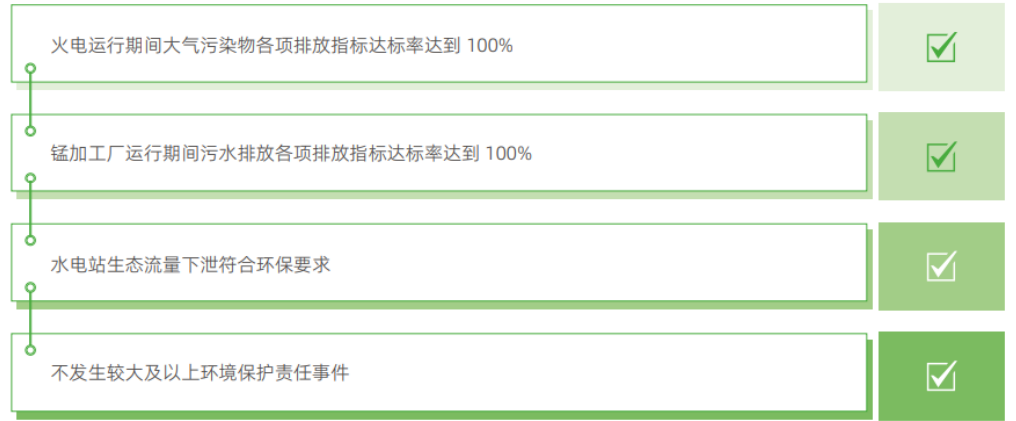 火电运行期间大气污染物各项排放指标达标率达到 100%
锰加工厂运行期间污水排放各项排放指标达标率达到 100%
水电站生态流量下泄符合环保要求
不发生较大及以上环境保护责任事件